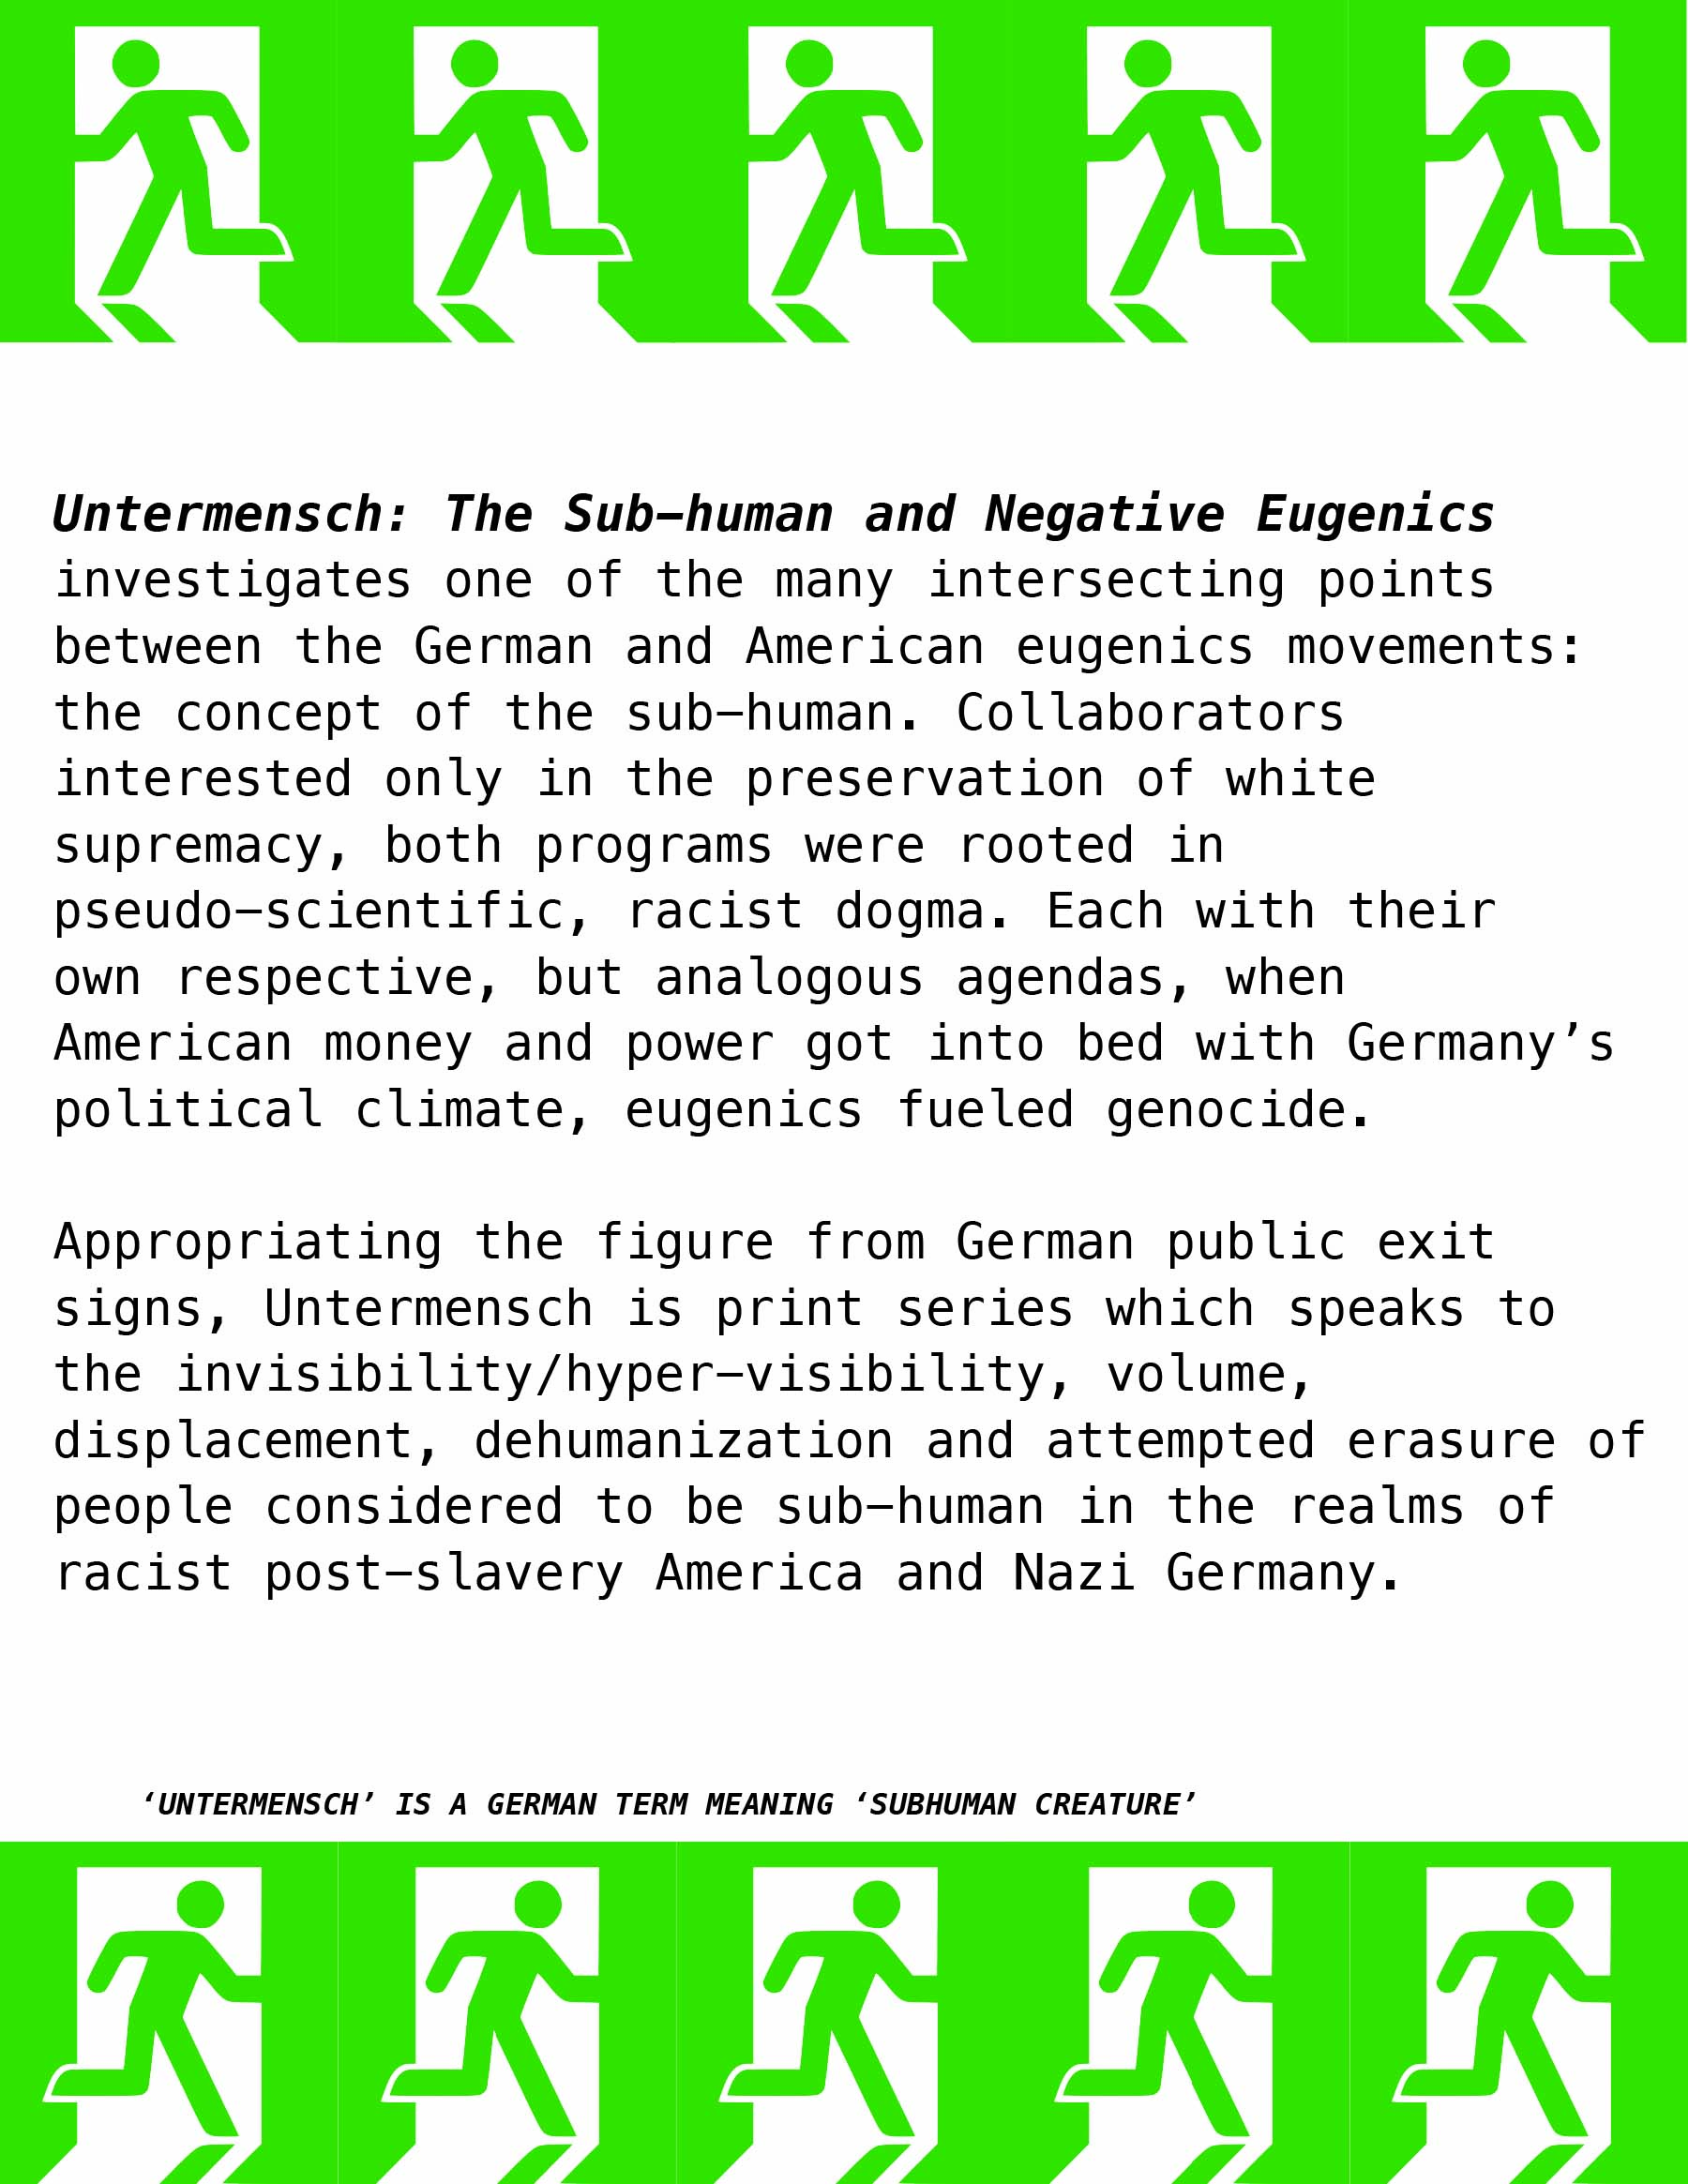 Untermensch: The Sub–human and Negative Eugenics
investigates one of the many intersecting points
between the German and American eugenics movements:
the concept of the sub–human. Collaborators
interested only in the preservation of white
supremacy, both programs were rooted in
pseudo–scientific, racist dogma. Each with their
own respective, but analogous agendas, when
American money and power got into bed with Germany’s
political climate, eugenics fueled genocide.
Appropriating the figure from German public exit
signs, Untermensch is print series which speaks to
the invisibility/hyper–visibility, volume,
displacement, dehumanization and attempted erasure of
people considered to be sub–human in the realms of
racist post–slavery America and Nazi Germany.
‘UNTERMENSCH’ IS A GERMAN TERM MEANING ‘SUBHUMAN CREATURE’